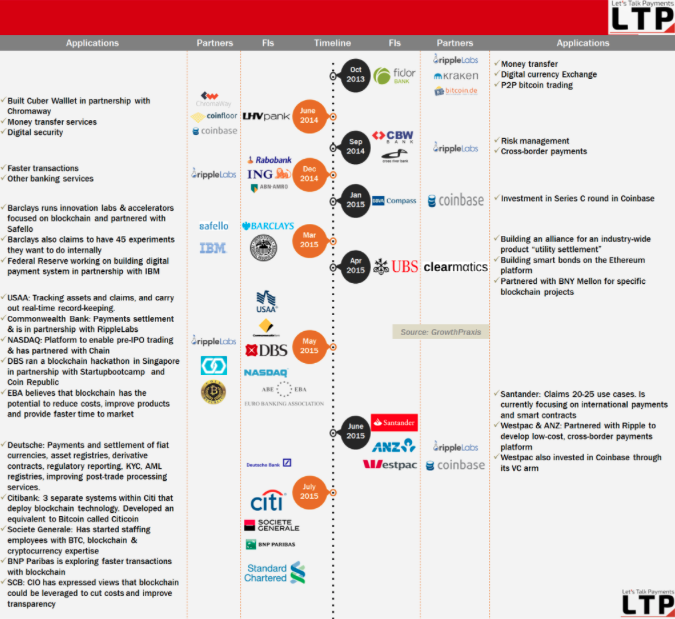 Let's Talk Payments
LTP
Applications
Partners
FIs
Timeline
FIs
Partners
Applications
Oct
2013
fidor
BANK
rippleLabs
kraken
bitcoin.de
Money transfer
Digital currency Exchange
P2P bitcoin trading
Built Cuber Walllet in partnership with
Chromaway
Money transfer services
Digital security
ChromaWay
coinfloor
coinbase
LHV pank
June
2014
Sep
2014
CBW
BANK
cross river bank
rippleLabs
Risk management
Cross-border payments
Faster transactions
Other banking services
rippleLabs
Rabobank
ING
ABN·AMRO
Dec
2014
Jan
2015
BBVA Compass
coinbase
Investment in Series C round in Coinbase
Barclays runs innovation labs & accelerators
focused on blockchain and partnered with
Safello
Barclays also claims to have 45 experiments
they want to do internally
Federal Reserve working on building digital
payment system in partnership with IBM
safello
IBM
BARCLAYS
Mar
2015
Apr
2015
UBS
clearmatics
Building an alliance for an industry-wide
product “utility settlement”
Building smart bonds on the Ethereum
platform
Partnered with BNY Mellon for specific
blockchain projects
USAA: Tracking assets and claims, and carry
out real-time record-keeping.
Commonwealth Bank: Payments settlement
& is in partnership with RippleLabs
NASDAQ: Platform to enable pre-IPO trading
& has partnered with Chain
DBS ran a blockchain hackathon in Singapore
in partnership with Startupbootcamp and
Coin Republic
EBA believes that blockchain has the
potential to reduce costs, improve products
and provide faster time to market
rippleLabs
USAA
DBS
NASDAQ
ABE EBA
EURO BANKING ASSOCIATION
May
2015
Source: GrowthPraxis
June
2015
Santander
ANZ
Westpac
rippleLabs
coinbase
Santander: Claims 20-25 use cases. Is
currently focusing on international payments
and smart contracts
Westpac & ANZ: Partnered with Ripple to
develop low-cost, cross-border payments
platform
Westpac also invested in Coinbase through
its VC arm
Deutsche: Payments and settlement of fiat
currencies, asset registries, derivative
contracts, regulatory reporting, KYC, AML
registries, improving post-trade processing
services.
Citibank: 3 separate systems within Citi that
deploy blockchain technology. Developed an
equivalent to Bitcoin called Citicoin
Societe Generale: Has started staffing
employees with BTC, blockchain &
cryptocurrency expertise
BNP Paribas is exploring faster transactions
with blockchain
SCB: CIO has expressed views that blockchain
could be leveraged to cut costs and improve
transparency
Deutsche Bank
citi
SOCIETE
GENERALE
BNP PARIBAS
Standard
Chartered
July
2015
Let's Talk Payments
LTP